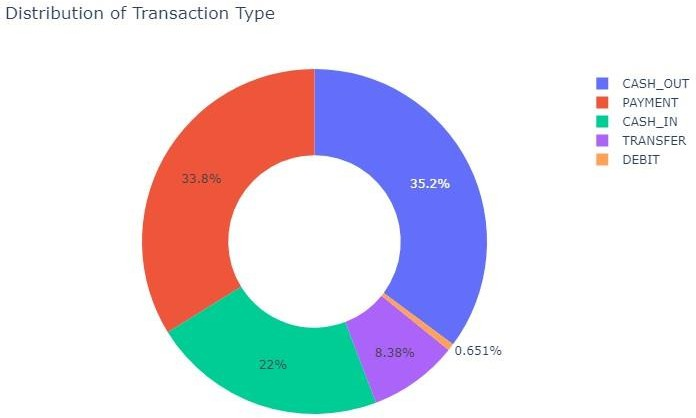 Distribution of Transaction Type
CASH_OUT
PAYMENT
CASH_IN
TRANSFER
DEBIT
33.8%
35.2%
0.651%
8.38%
22%